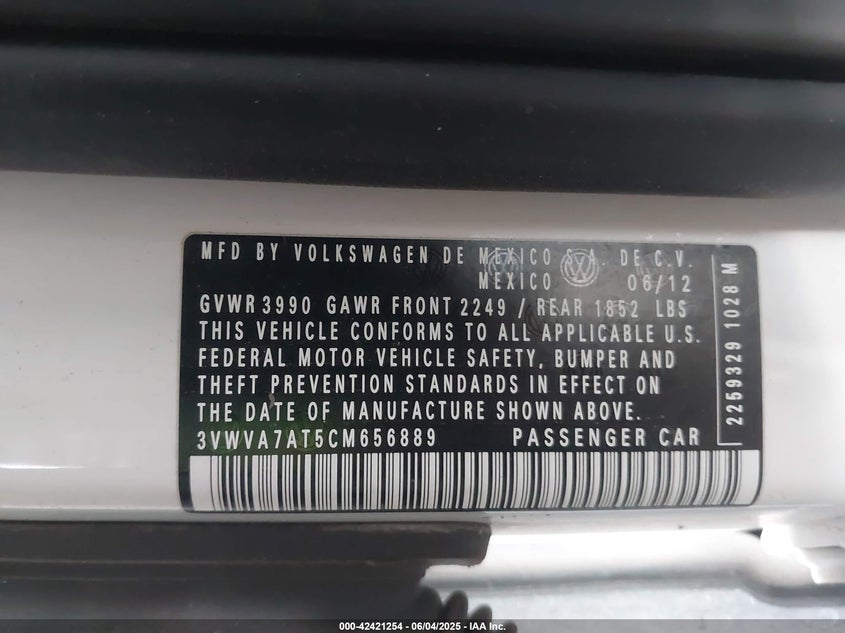 MFD BY VOLKSWAGEN DE MEXICO S.A. DE C.V.
MEXICO 06/12
GVWR 3990 GAWR FRONT 2249 / REAR 1852 LBS
THIS VEHICLE CONFORMS TO ALL APPLICABLE U.S.
FEDERAL MOTOR VEHICLE SAFETY, BUMPER AND
THEFT PREVENTION STANDARDS IN EFFECT ON
THE DATE OF MANUFACTURE SHOWN ABOVE.
3VWVA7AT5CM656889 PASSENGER CAR
2259329 1028 M
000-42421254 - 06/04/2025 - IAA Inc.